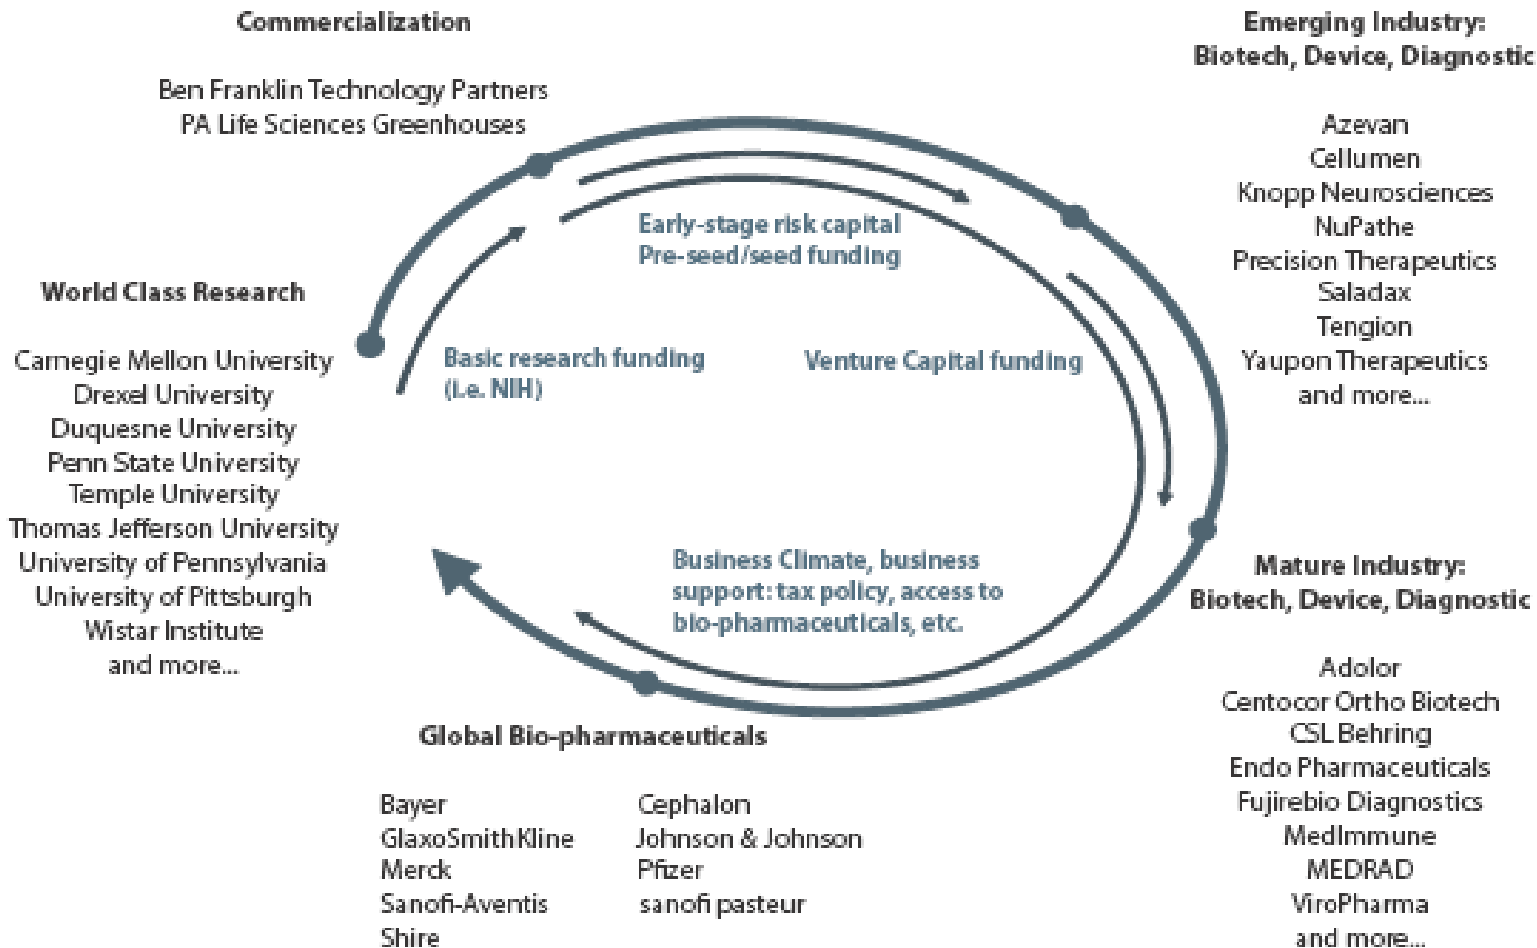 Commercialization
Ben Franklin Technology Partners
PA Life Sciences Greenhouses
Emerging Industry:
Biotech, Device, Diagnostic
Azevan
Cellumen
Knopp Neurosciences
NuPathe
Precision Therapeutics
Saladax
Tengion
Yaupon Therapeutics
and more...
Early-stage risk capital
Pre-seed/seed funding
World Class Research
Carnegie Mellon University
Drexel University
Duquesne University
Penn State University
Temple University
Thomas Jefferson University
University of Pennsylvania
University of Pittsburgh
Wistar Institute
and more...
Basic research funding
(i.e. NIH)
Venture Capital funding
Business Climate, business
support: tax policy, access to
bio-pharmaceuticals, etc.
Mature Industry:
Biotech, Device, Diagnostic
Adolor
Centocor Ortho Biotech
CSL Behring
Endo Pharmaceuticals
Fujirebio Diagnostics
MedImmune
MEDRAD
ViroPharma
and more...
Global Bio-pharmaceuticals
Bayer
GlaxoSmithKline
Merck
Sanofi-Aventis
Shire
Cephalon
Johnson & Johnson
Pfizer
sanofi pasteur